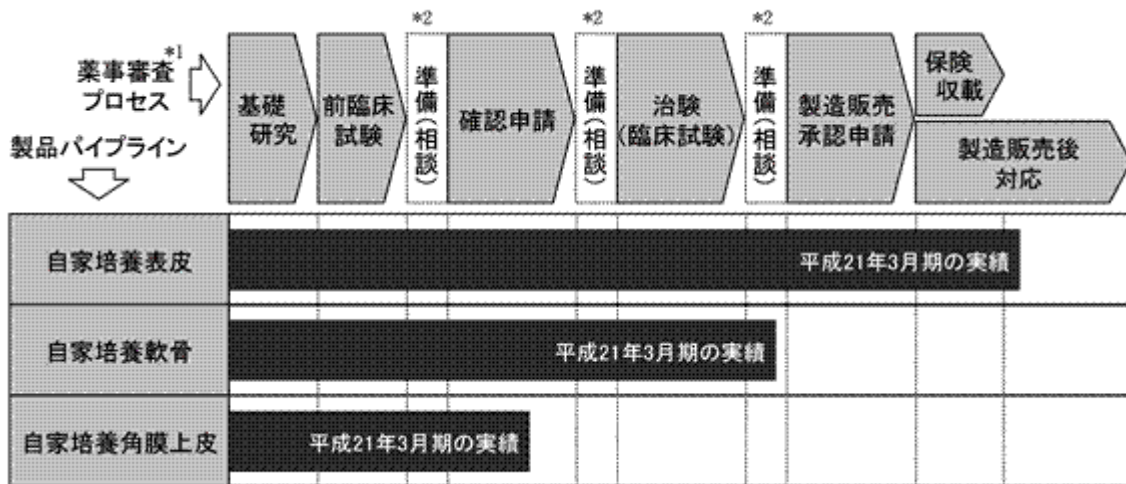 *1
薬事審査
プロセス
製品パイプライン
基礎
研究
前臨床
試験
*2
準備(相談)
確認申請
*2
準備(相談)
治験
(臨床試験)
*2
準備(相談)
製造販売
承認申請
保険
収載
製造販売後
対応
自家培養表皮
平成21年3月期の実績
自家培養軟骨
平成21年3月期の実績
自家培養角膜上皮
平成21年3月期の実績